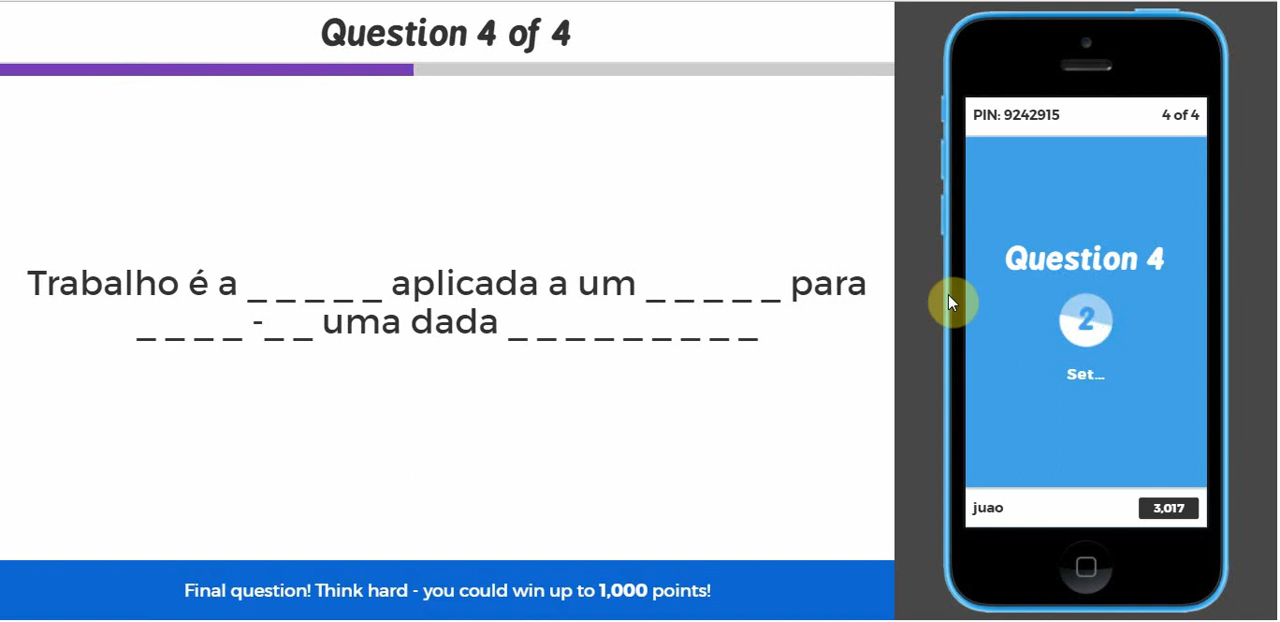 Question 4 of 4
Trabalho é a _ _ _ _ _ aplicada a um _ _ _ _ _ para
_ _ _ _ -_ _ uma dada _ _ _ _ _ _ _ _ _
Final question! Think hard - you could win up to 1,000 points!
PIN: 9242915 4 of 4
Question 4
2
Set...
juao 3,017